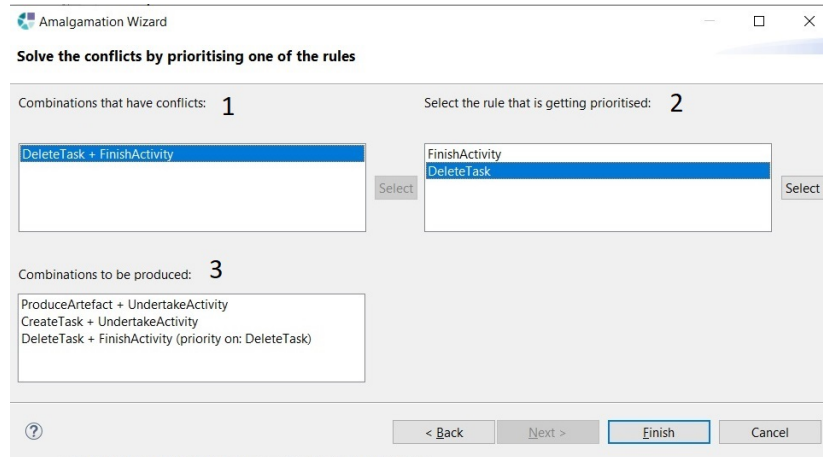 Amalgamation Wizard
Solve the conflicts by prioritising one of the rules
Combinations that have conflicts: 1
Select the rule that is getting prioritised: 2
DeleteTask + FinishActivity
Select
FinishActivity
DeleteTask
Select
Combinations to be produced: 3
ProduceArtefact + UndertakeActivity
CreateTask + UndertakeActivity
DeleteTask + FinishActivity (priority on: DeleteTask)
?
< Back
Next >
Finish
Cancel